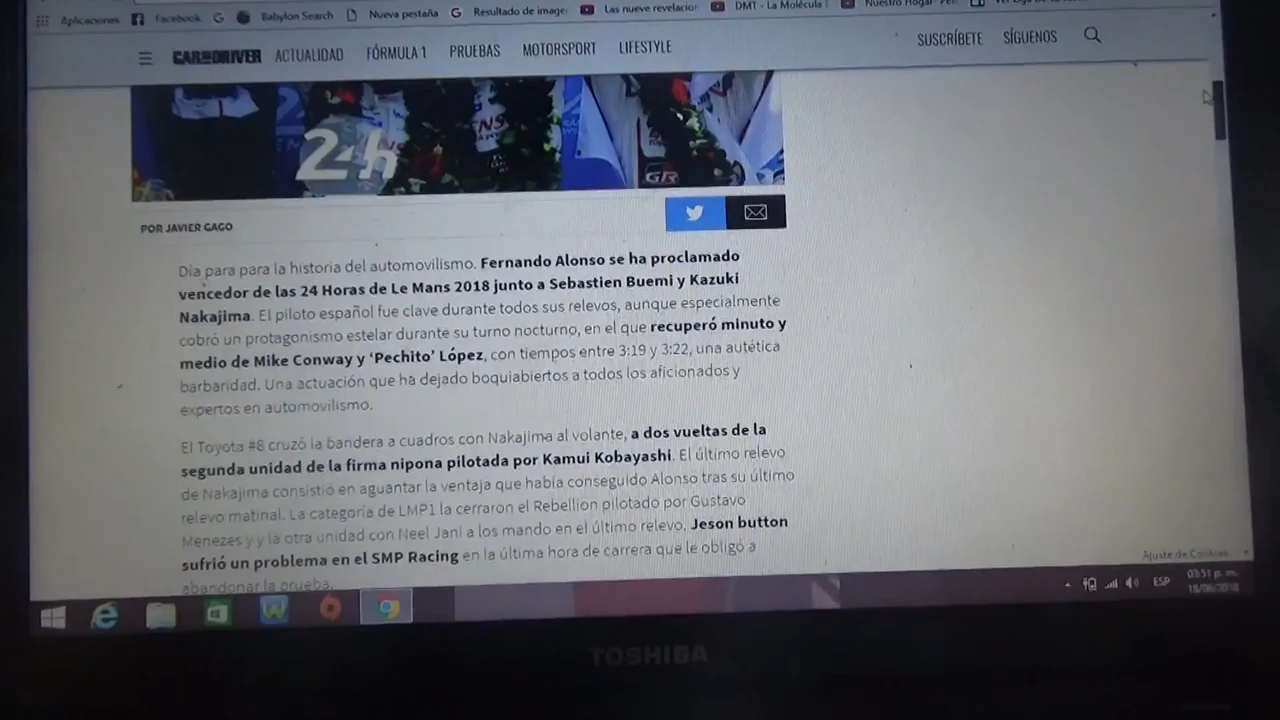 Aplicaciones Facebook Babylon Search Nueva pestaña Resultado de image Las nueve revelacion DMT - La Molécula Nuestro Hogar
CAR AND DRIVER ACTUALIDAD FÓRMULA 1 PRUEBAS MOTORSPORT LIFESTYLE SUSCRÍBETE SÍGUENOS
24h
NS
GR
POR JAVIER GAGO
Día para para la historia del automovilismo. Fernando Alonso se ha proclamado
vencedor de las 24 Horas de Le Mans 2018 junto a Sebastien Buemi y Kazuki
Nakajima. El piloto español fue clave durante todos sus relevos, aunque especialmente
cobró un protagonismo estelar durante su turno nocturno, en el que recuperó minuto y
medio de Mike Conway y ‘Pechito’ López, con tiempos entre 3:19 y 3:22, una autética
barbaridad. Una actuación que ha dejado boquiabiertos a todos los aficionados y
expertos en automovilismo.
El Toyota #8 cruzó la bandera a cuadros con Nakajima al volante, a dos vueltas de la
segunda unidad de la firma nipona pilotada por Kamui Kobayashi. El último relevo
de Nakajima consistió en aguantar la ventaja que había conseguido Alonso tras su último
relevo matinal. La categoría de LMP1 la cerraron el Rebellion pilotado por Gustavo
Menezes y y la otra unidad con Neel Jani a los mando en el último relevo. Jeson button
sufrió un problema en el SMP Racing en la última hora de carrera que le obligó a
abandonar la prueba.
Ajuste de Cookies
ESP
03:51 p. m.
18/06/2018
TOSHIBA